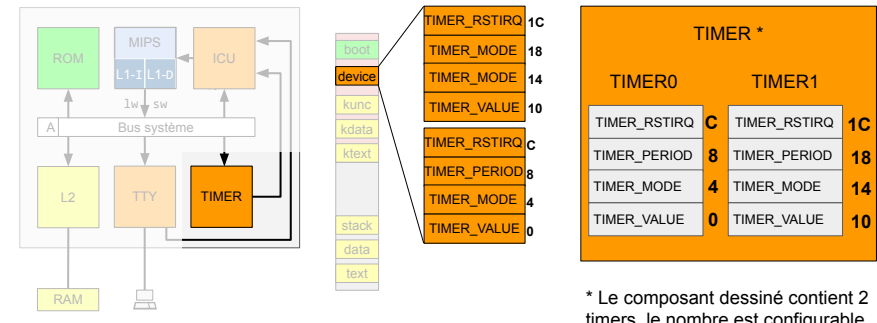 ROM
MIPS
L1-I L1-D
ICU
lw sw
A
Bus système
L2
TTY
TIMER
RAM
boot
device
kunc
kdata
ktext
stack
data
text
TIMER_RSTIRQ 1C
TIMER_MODE 18
TIMER_MODE 14
TIMER_VALUE 10
TIMER_RSTIRQ C
TIMER_PERIOD 8
TIMER_MODE 4
TIMER_VALUE 0
TIMER *
TIMER0 TIMER1
TIMER_RSTIRQ C TIMER_RSTIRQ 1C
TIMER_PERIOD 8 TIMER_PERIOD 18
TIMER_MODE 4 TIMER_MODE 14
TIMER_VALUE 0 TIMER_VALUE 10
* Le composant dessiné contient 2
timers, le nombre est configurable